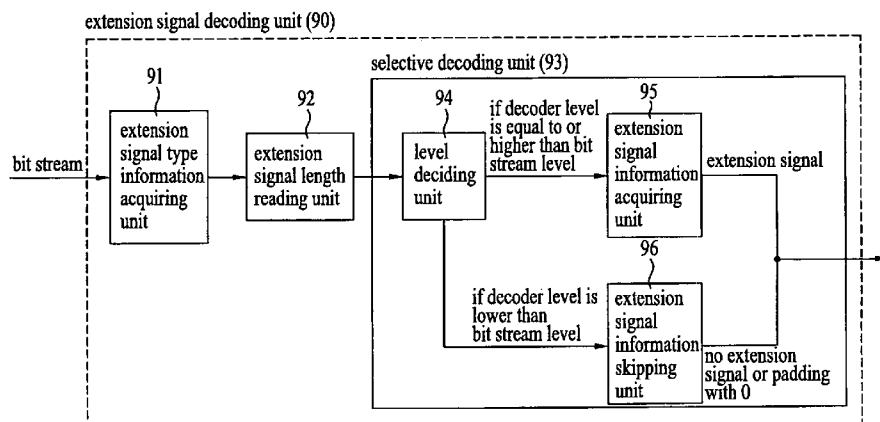 extension signal decoding unit (90)
selective decoding unit (93)
91
extension
signal type
information
acquiring
unit
92
extension
signal length
reading unit
94
level
deciding
unit
if decoder level
is equal to or
higher than bit
stream level
95
extension
signal
information
acquiring
unit
extension signal
bit stream
if decoder level is
lower than
bit stream level
96
extension
signal
information
skipping
unit
no extension
signal or padding
with 0